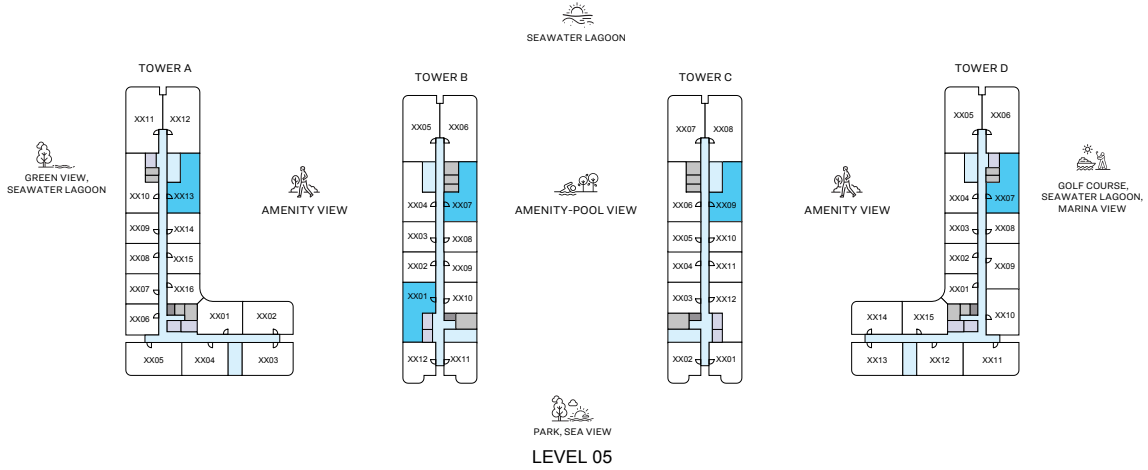 SEAWATER LAGOON
TOWER A
TOWER B
TOWER C
TOWER D
XX11 XX12
XX10 XX13
XX09 XX14
XX08 XX15
XX07 XX16
XX06 XX01 XX02
XX05 XX04 XX03
XX05 XX06
XX04 XX07
XX03 XX08
XX02 XX09
XX01 XX10
XX12 XX11
XX07 XX08
XX06 XX09
XX05 XX10
XX04 XX11
XX03 XX12
XX02 XX01
XX05 XX06
XX04 XX07
XX03 XX08
XX02 XX09
XX01 XX10
XX14 XX15
XX13 XX12 XX11
GREEN VIEW,
SEAWATER LAGOON
AMENITY VIEW
AMENITY-POOL VIEW
AMENITY VIEW
GOLF COURSE,
SEAWATER LAGOON,
MARINA VIEW
PARK, SEA VIEW
LEVEL 05